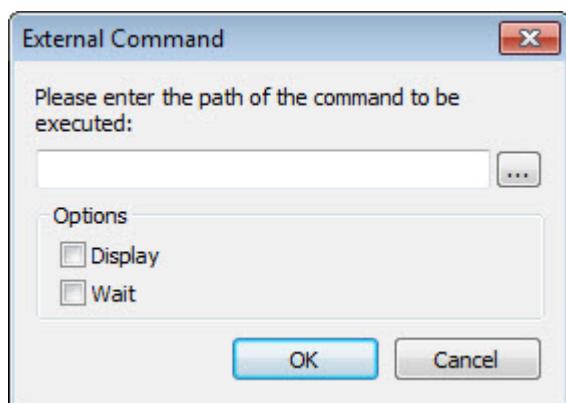 External Command
Please enter the path of the command to be
executed:
...
Options
Display
Wait
OK Cancel